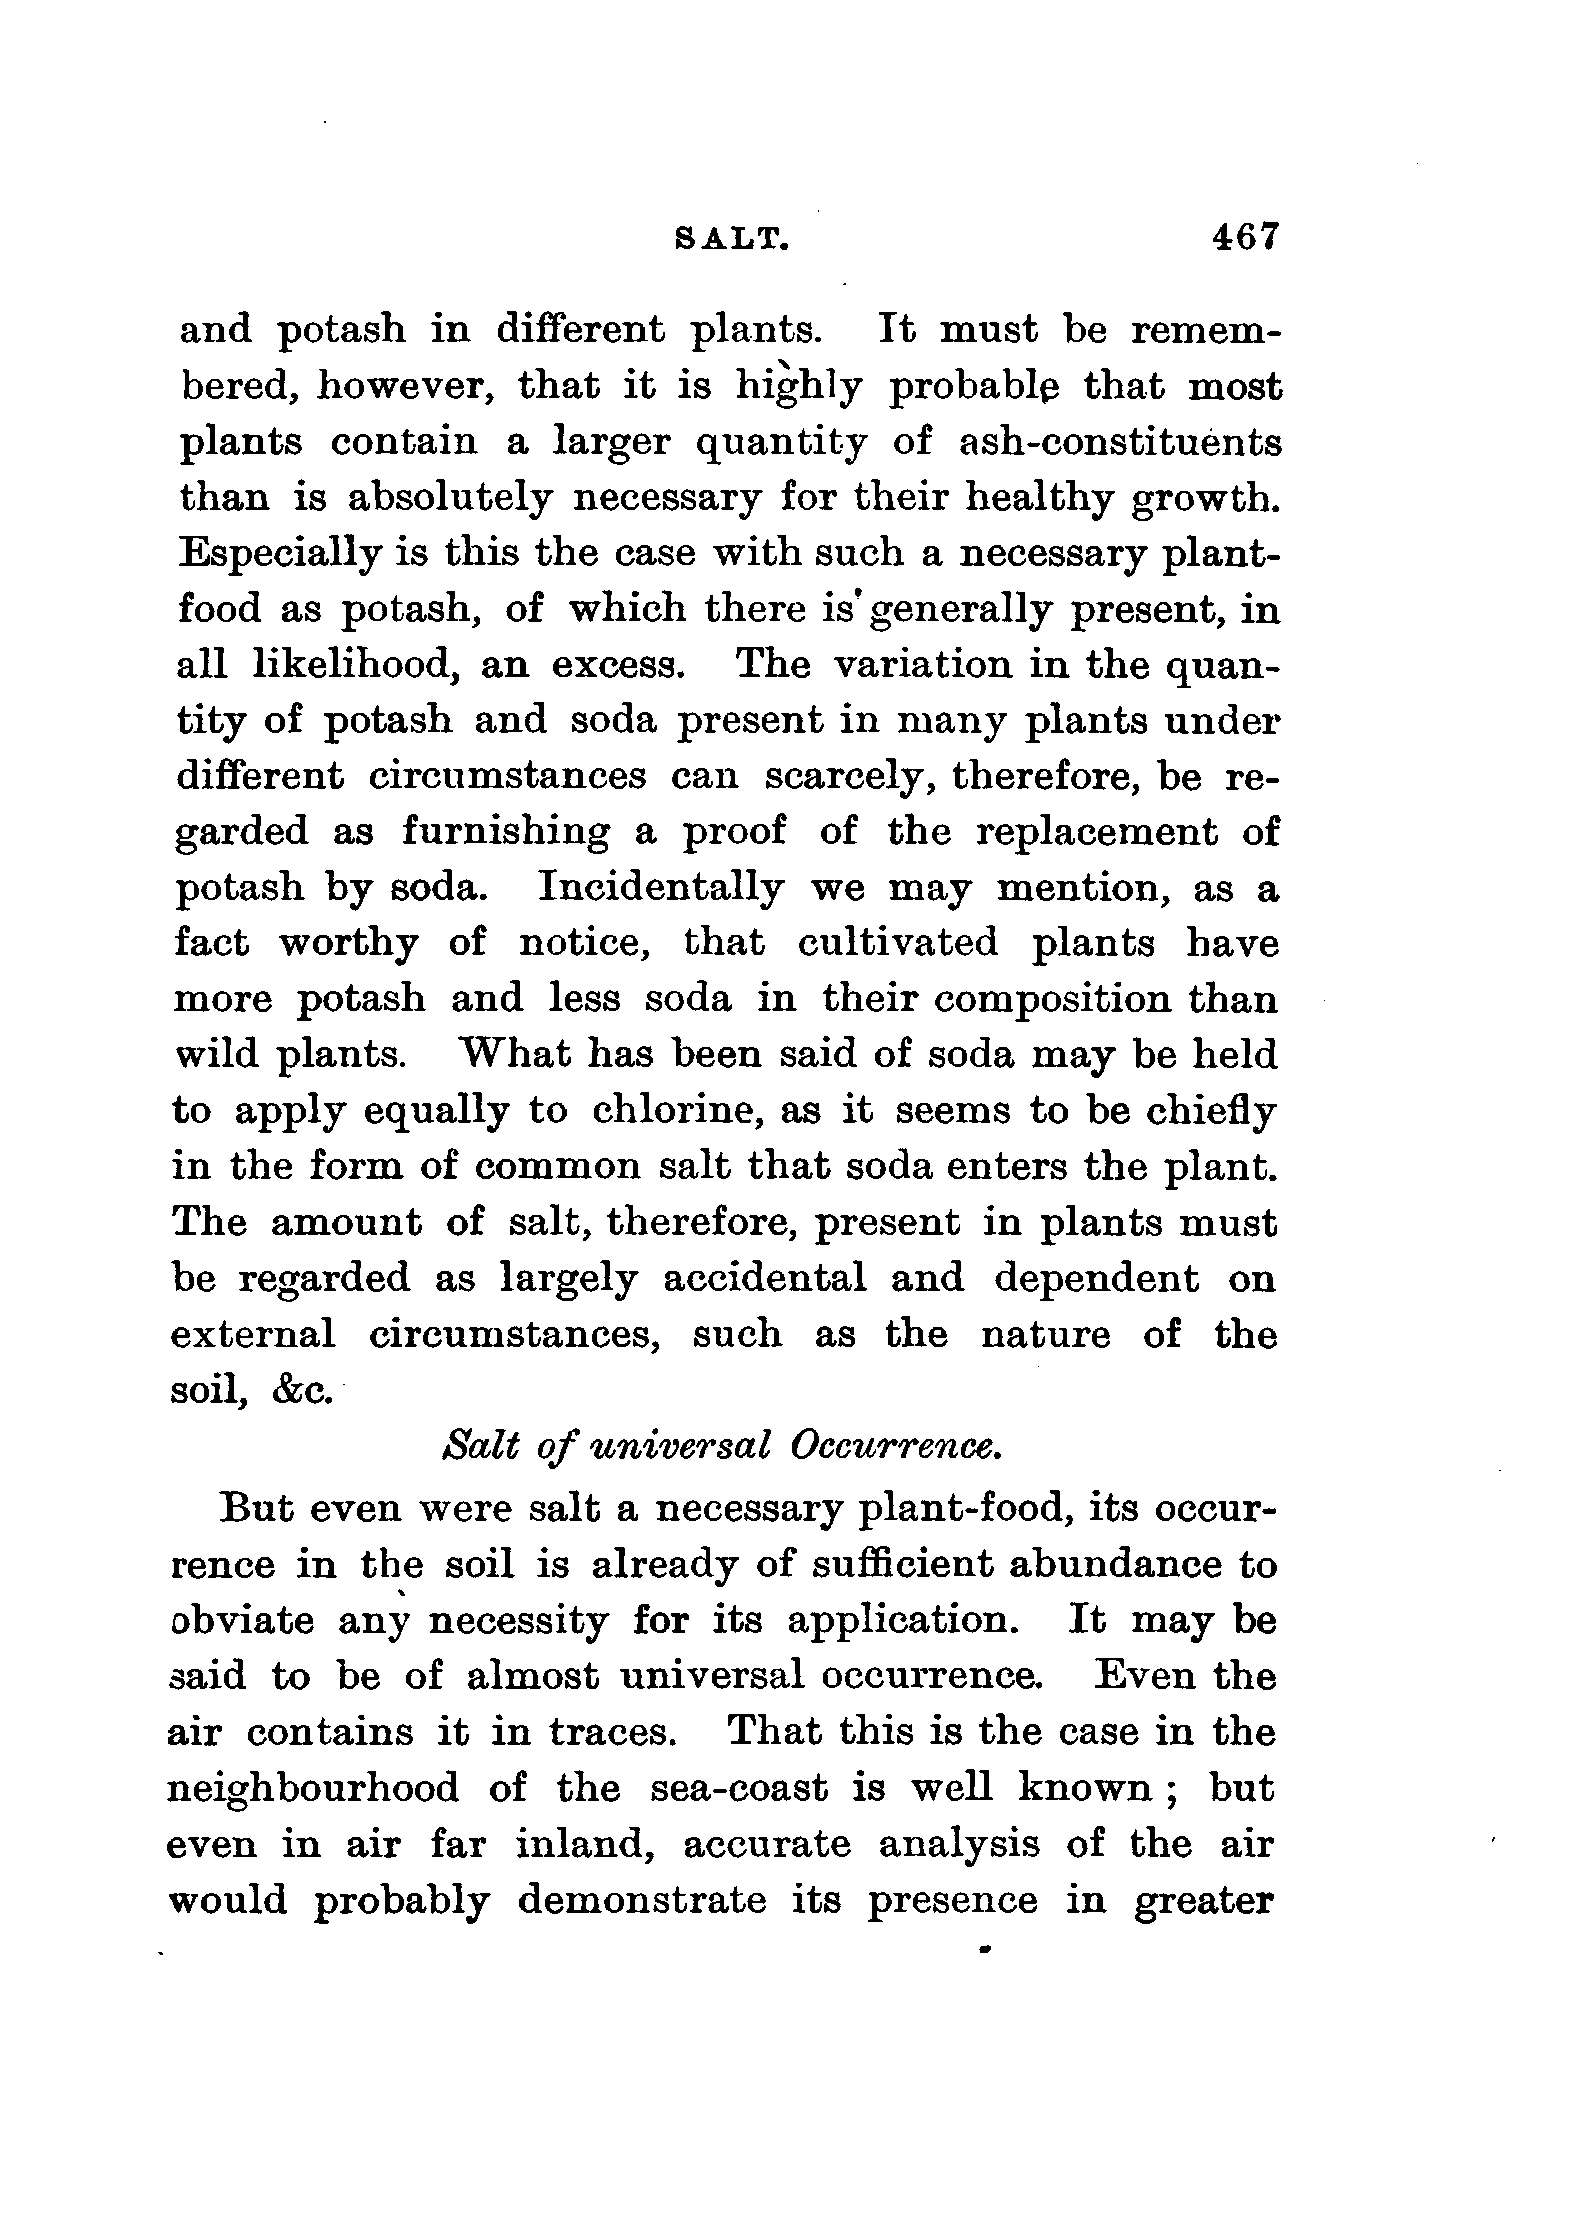 SALT. 467
and potash in different plants. It must be remem-
bered, however, that it is highly probable that most
plants contain a larger quantity of ash-constituents
than is absolutely necessary for their healthy growth.
Especially is this the case with such a necessary plant-
food as potash, of which there is generally present, in
all likelihood, an excess. The variation in the quan-
tity of potash and soda present in many plants under
different circumstances can scarcely, therefore, be re-
garded as furnishing a proof of the replacement of
potash by soda. Incidentally we may mention, as a
fact worthy of notice, that cultivated plants have
more potash and less soda in their composition than
wild plants. What has been said of soda may be held
to apply equally to chlorine, as it seems to be chiefly
in the form of common salt that soda enters the plant.
The amount of salt, therefore, present in plants must
be regarded as largely accidental and dependent on
external circumstances, such as the nature of the
soil, &c.
Salt of universal Occurrence.
But even were salt a necessary plant-food, its occur-
rence in the soil is already of sufficient abundance to
obviate any necessity for its application. It may be
said to be of almost universal occurrence. Even the
air contains it in traces. That this is the case in the
neighbourhood of the sea-coast is well known ; but
even in air far inland, accurate analysis of the air
would probably demonstrate its presence in greater